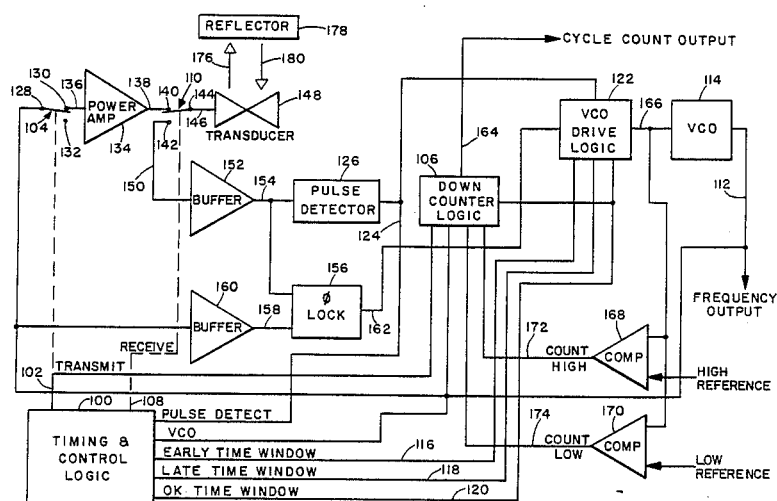 REFLECTOR
178
176
180
CYCLE COUNT OUTPUT
128
130
136
104
132
POWER AMP
134
138
140
110
142
144
146
148
TRANSDUCER
164
122
VCO DRIVE LOGIC
166
114
VCO
112
150
152
BUFFER
154
126
PULSE DETECTOR
124
106
DOWN COUNTER LOGIC
156
Φ LOCK
162
160
BUFFER
158
FREQUENCY OUTPUT
RECEIVE
TRANSMIT
102
100
108
172
COUNT HIGH
168
COMP
HIGH REFERENCE
TIMING & CONTROL LOGIC
PULSE DETECT
VCO
EARLY TIME WINDOW
116
LATE TIME WINDOW
118
OK TIME WINDOW
120
174
COUNT LOW
170
COMP
LOW REFERENCE